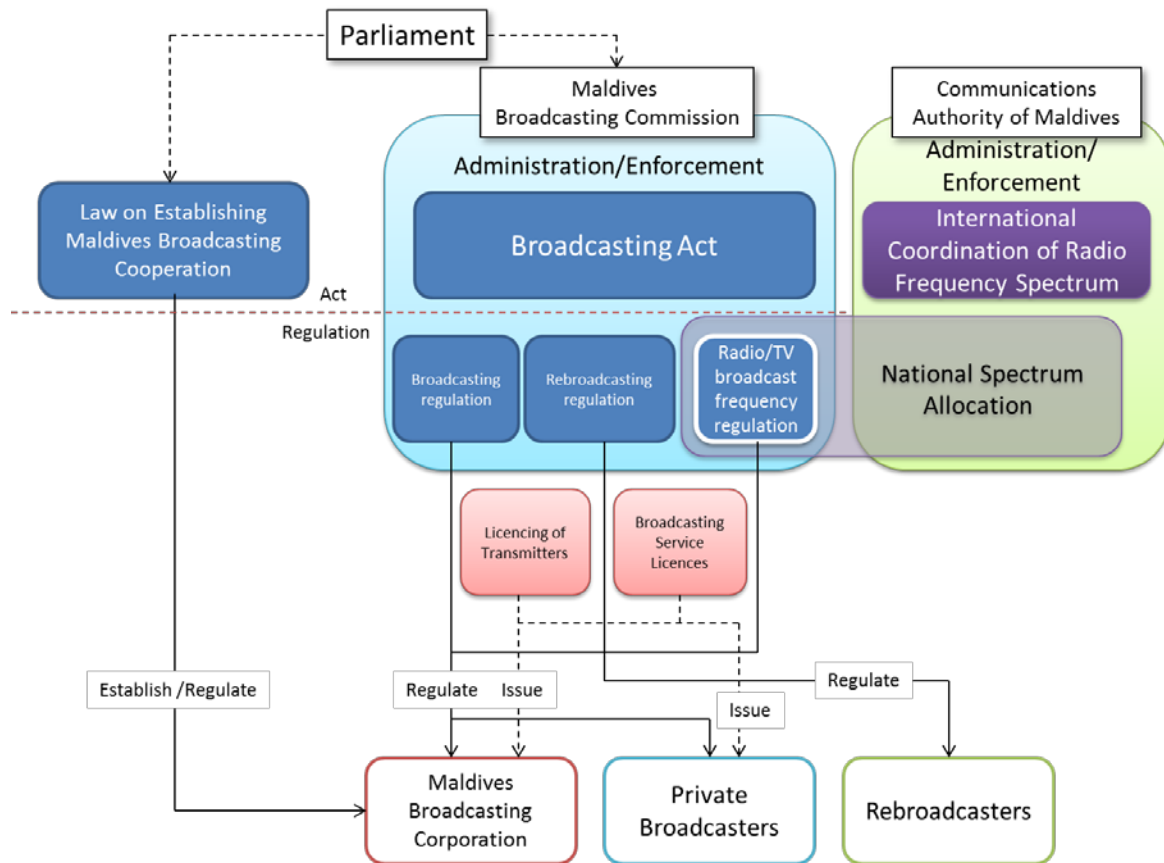 Parliament
Maldives
Broadcasting Commission
Communications
Authority of Maldives
Administration/Enforcement
Administration/
Enforcement
Law on Establishing
Maldives Broadcasting
Cooperation
Broadcasting Act
International
Coordination of Radio
Frequency Spectrum
Act
Regulation
Broadcasting
regulation
Rebroadcasting
regulation
Radio/TV
broadcast
frequency
regulation
National Spectrum
Allocation
Licencing of
Transmitters
Broadcasting
Service
Licences
Establish /Regulate
Regulate
Issue
Regulate
Issue
Maldives
Broadcasting
Corporation
Private
Broadcasters
Rebroadcasters